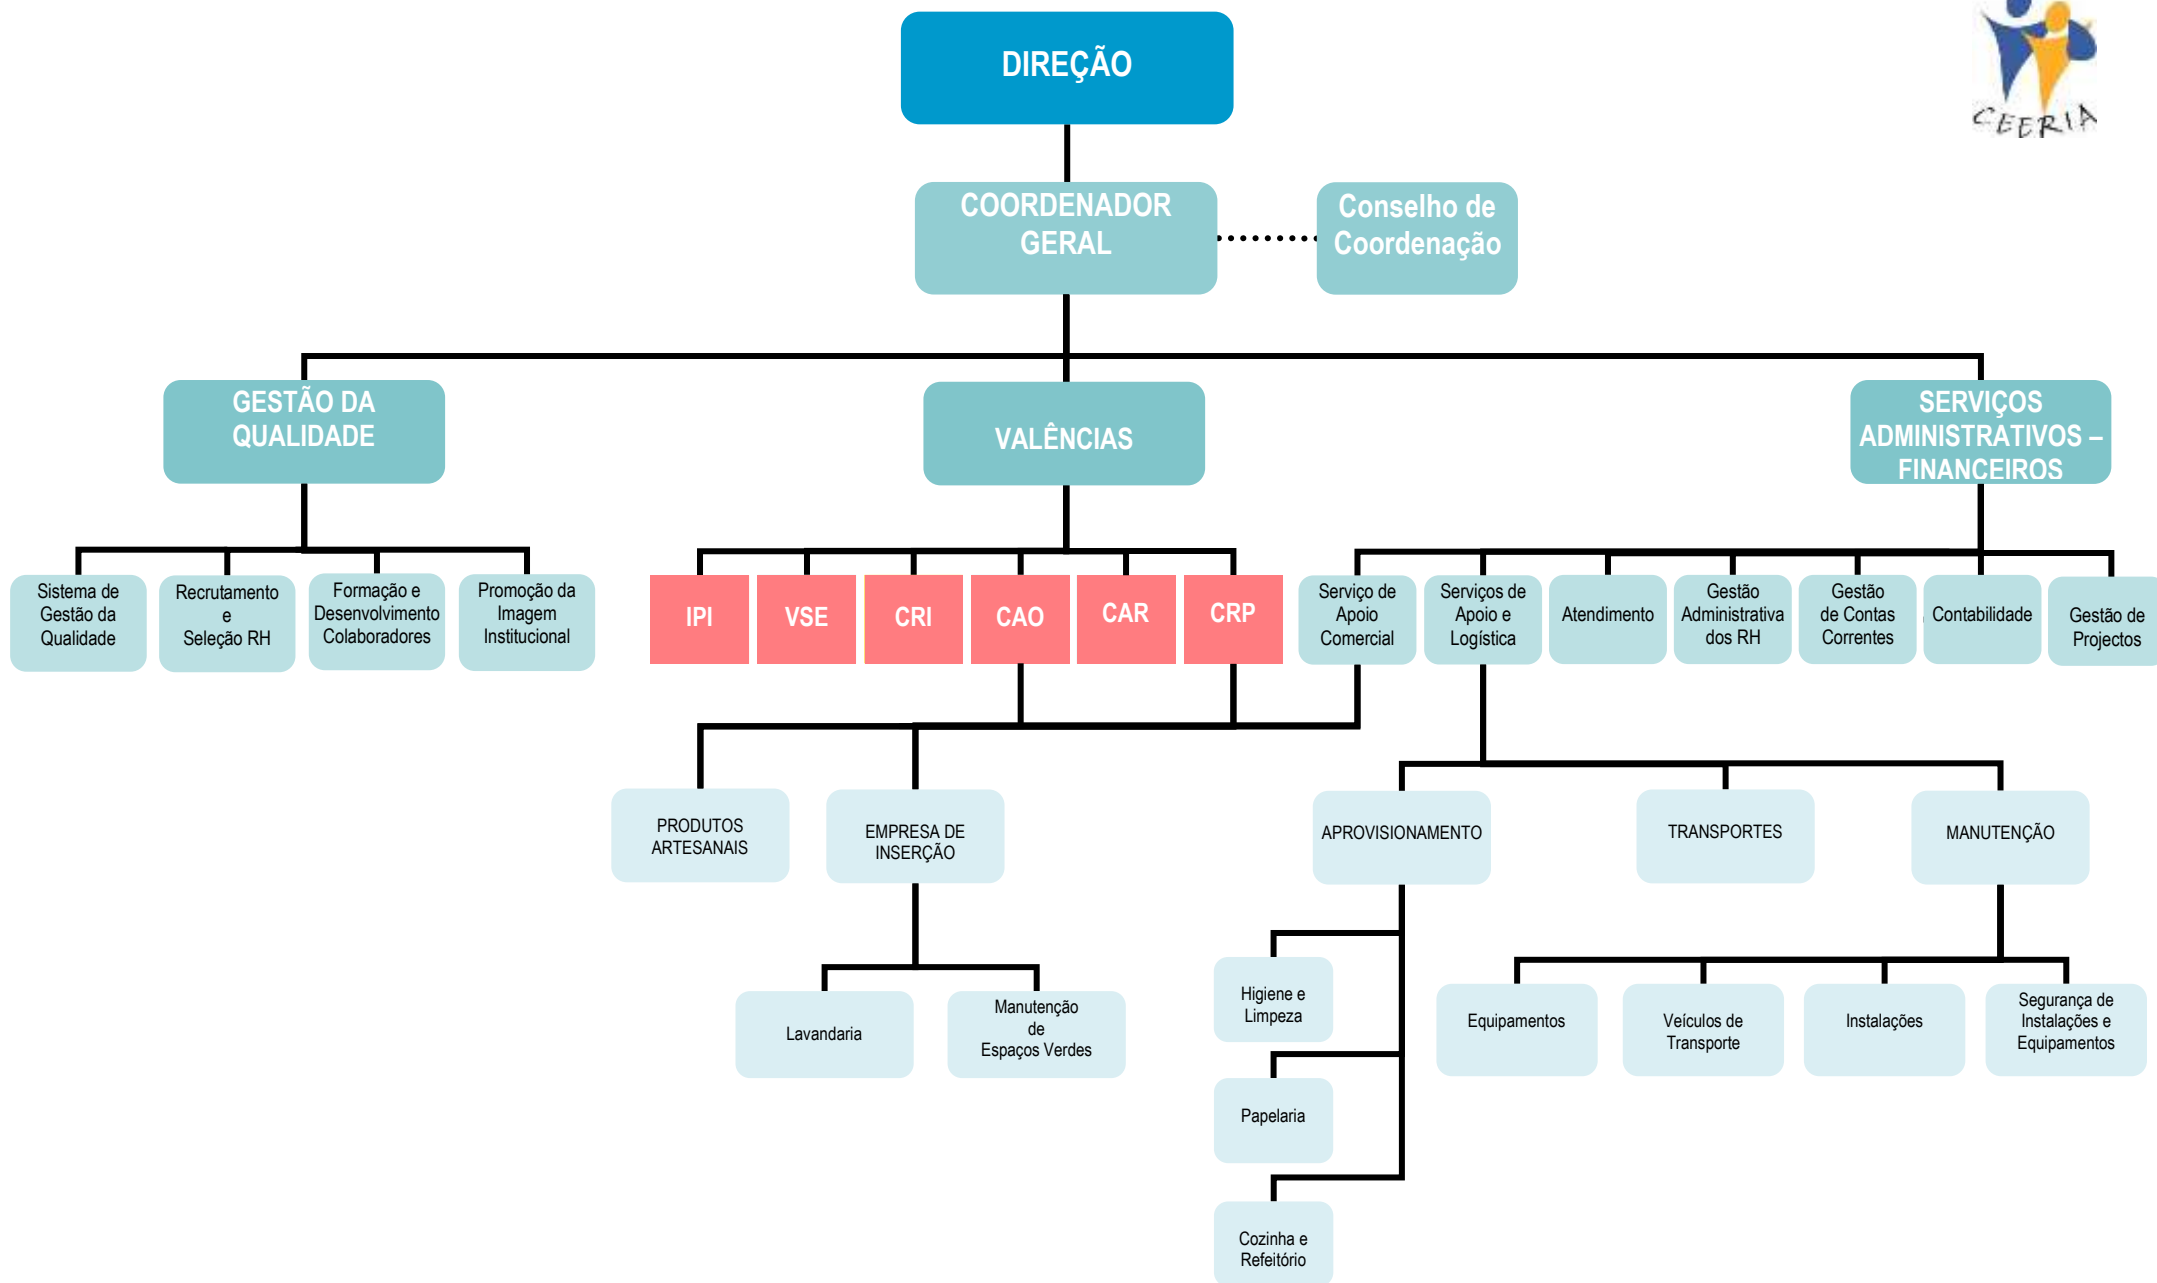 CEERIA
DIREÇÃO
COORDENADOR
GERAL
Conselho de
Coordenação
GESTÃO DA
QUALIDADE
VALÊNCIAS
SERVIÇOS
ADMINISTRATIVOS –
FINANCEIROS
Sistema de
Gestão da
Qualidade
Recrutamento
e
Seleção RH
Formação e
Desenvolvimento
Colaboradores
Promoção da
Imagem
Institucional
IPI
VSE
CRI
CAO
CAR
CRP
Serviço de
Apoio
Comercial
Serviços de
Apoio e
Logística
Atendimento
Gestão
Administrativa
dos RH
Gestão
de Contas
Correntes
Contabilidade
Gestão de
Projectos
PRODUTOS
ARTESANAIS
EMPRESA DE
INSERÇÃO
APROVISIONAMENTO
TRANSPORTES
MANUTENÇÃO
Lavandaria
Manutenção
de
Espaços Verdes
Higiene e
Limpeza
Equipamentos
Veículos de
Transporte
Instalações
Segurança de
Instalações e
Equipamentos
Papelaria
Cozinha e
Refeitório